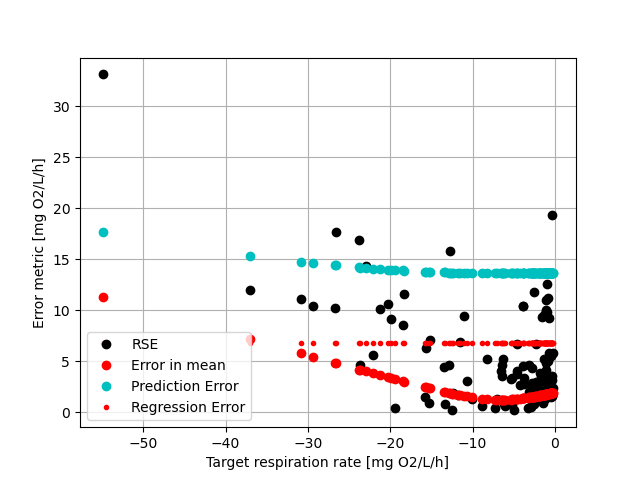 30
25
20
15
10
5
0
−50
−40
−30
−20
−10
0
Error metric [mg O2/L/h]
Target respiration rate [mg O2/L/h]
RSE
Error in mean
Prediction Error
Regression Error